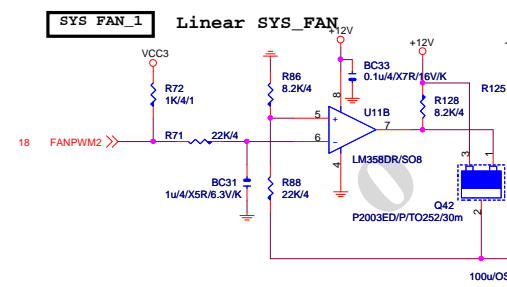 SYS FAN_1
Linear SYS_FAN
+12V
+12V
VCC3
BC33
0.1u/4/X7R/16V/K
R72
1K/4/1
R86
8.2K/4
R128
8.2K/4
R125
8
U11B
5
+
7
18
FANPWM2
R71
22K/4
6
-
3
1
LM358DR/SO8
4
BC31
1u/4/X5R/6.3V/K
R88
22K/4
Q42
2
P2003ED/P/TO252/30m
100u/OS